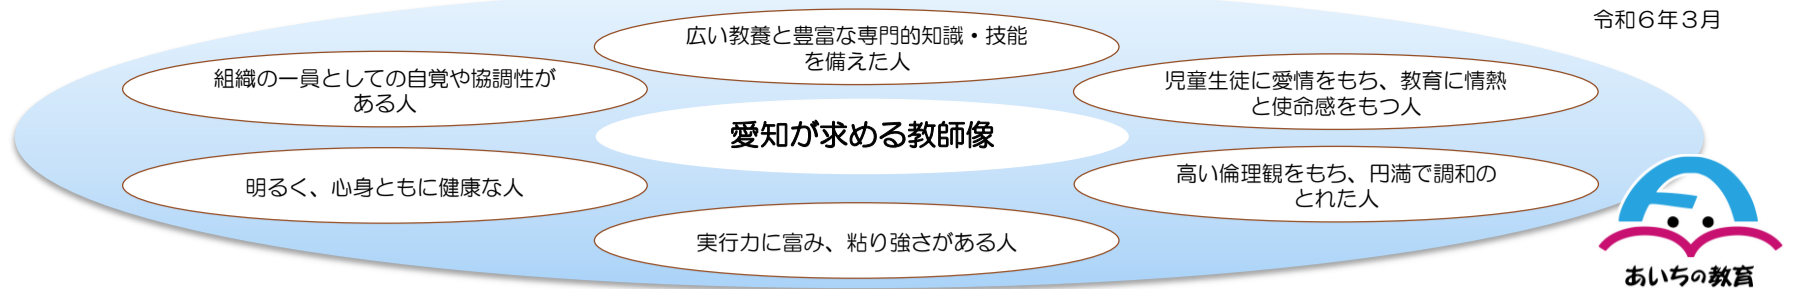 令和６年３月
広い教養と豊富な専門的知識・技能
を備えた人
組織の一員としての自覚や協調性が
ある人
児童生徒に愛情をもち、教育に情熱
と使命感をもつ人
愛知が求める教師像
明るく、心身ともに健康な人
高い倫理観をもち、円満で調和の
とれた人
実行力に富み、粘り強さがある人
あいちの教育